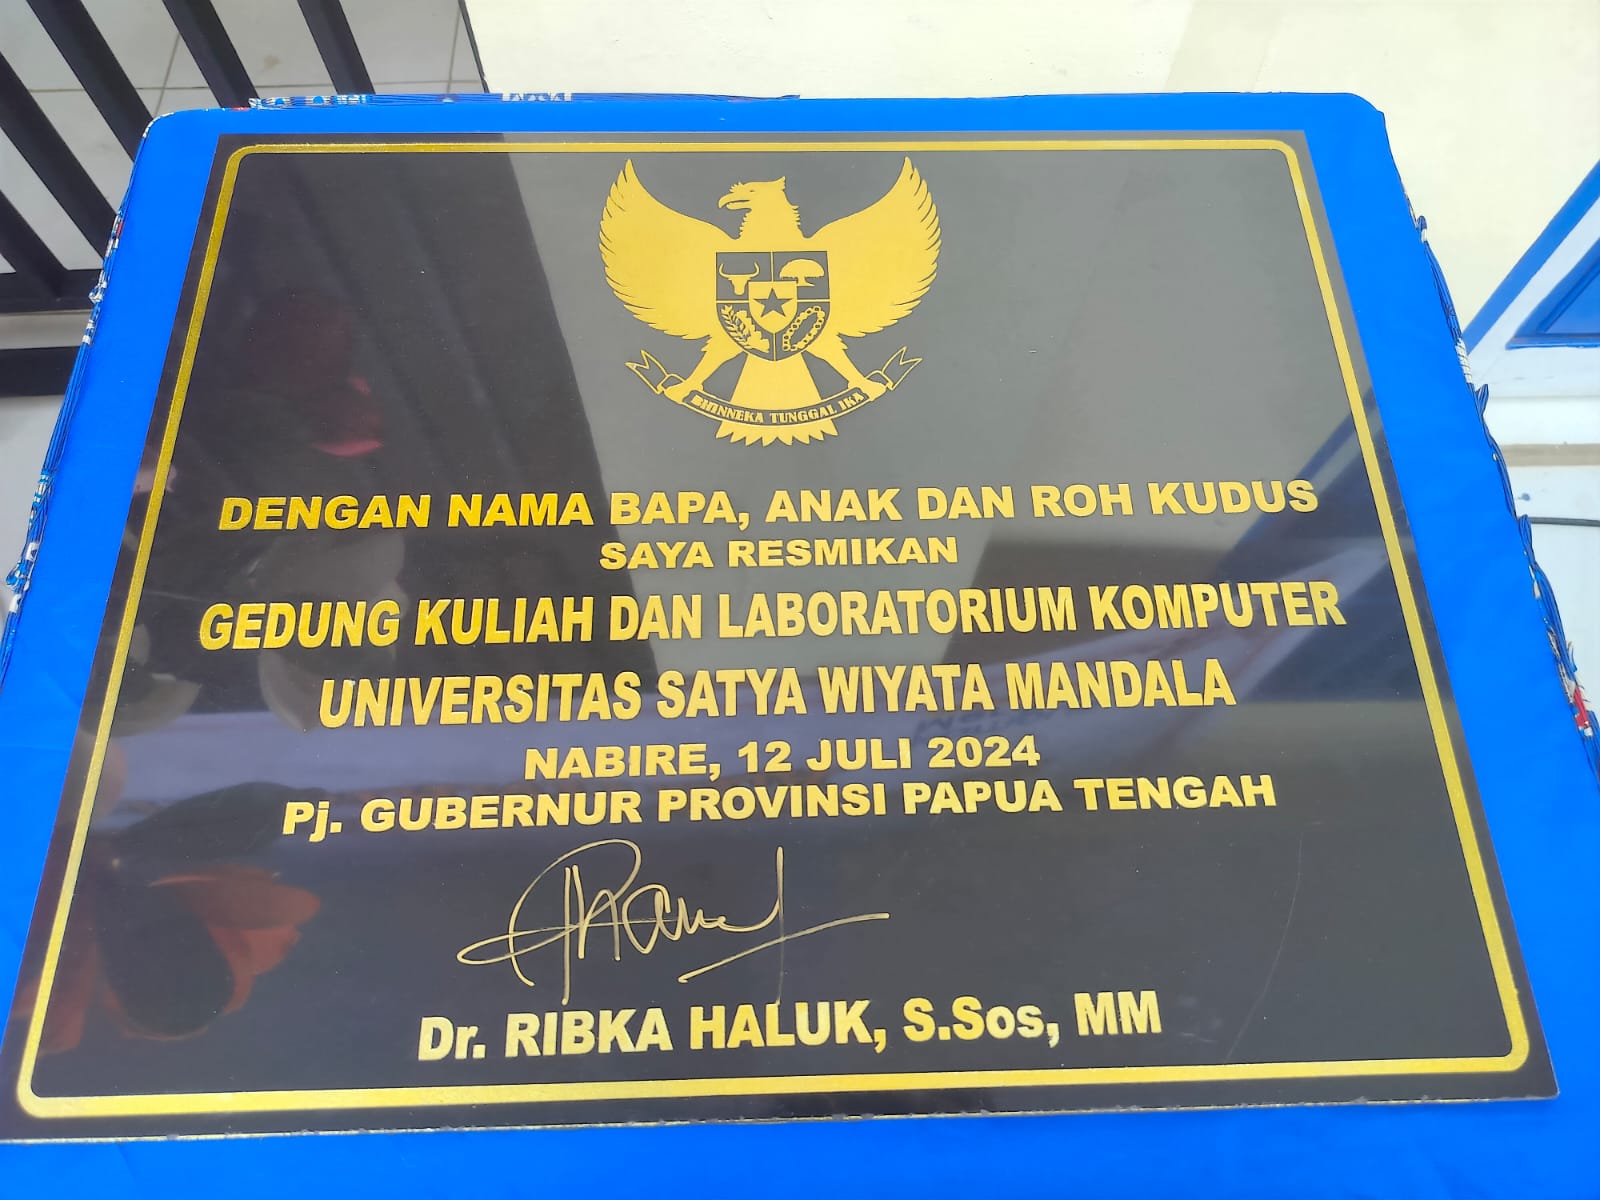 BHINNEKA TUNGGAL IKA
DENGAN NAMA BAPA, ANAK DAN ROH KUDUS
SAYA RESMIKAN
GEDUNG KULIAH DAN LABORATORIUM KOMPUTER
UNIVERSITAS SATYA WIYATA MANDALA
NABIRE, 12 JULI 2024
Pj. GUBERNUR PROVINSI PAPUA TENGAH
Dr. RIBKA HALUK, S.Sos, MM